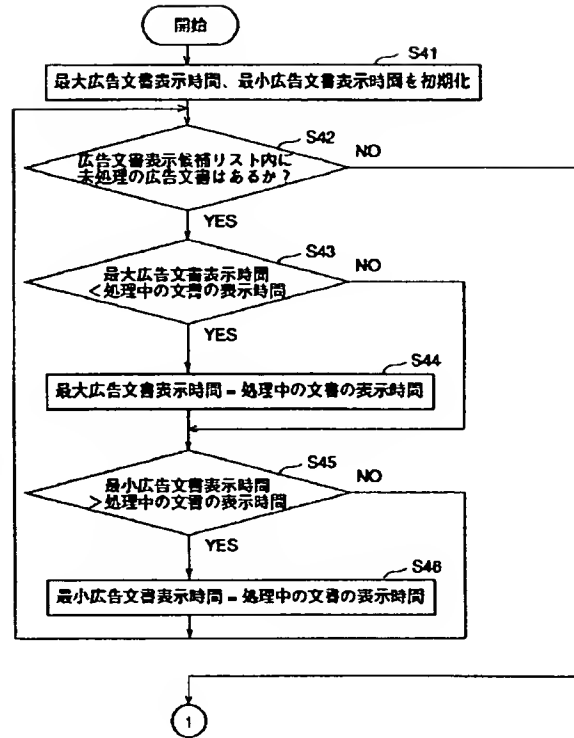 開始
S41
最大広告文書表示時間、最小広告文書表示時間を初期化
S42
広告文書表示候補リスト内に
未処理の広告文書はあるか？
NO
YES
S43
最大広告文書表示時間
＜処理中の文書の表示時間
NO
YES
S44
最大広告文書表示時間＝処理中の文書の表示時間
S45
最小広告文書表示時間
＞処理中の文書の表示時間
NO
YES
S46
最小広告文書表示時間＝処理中の文書の表示時間
1